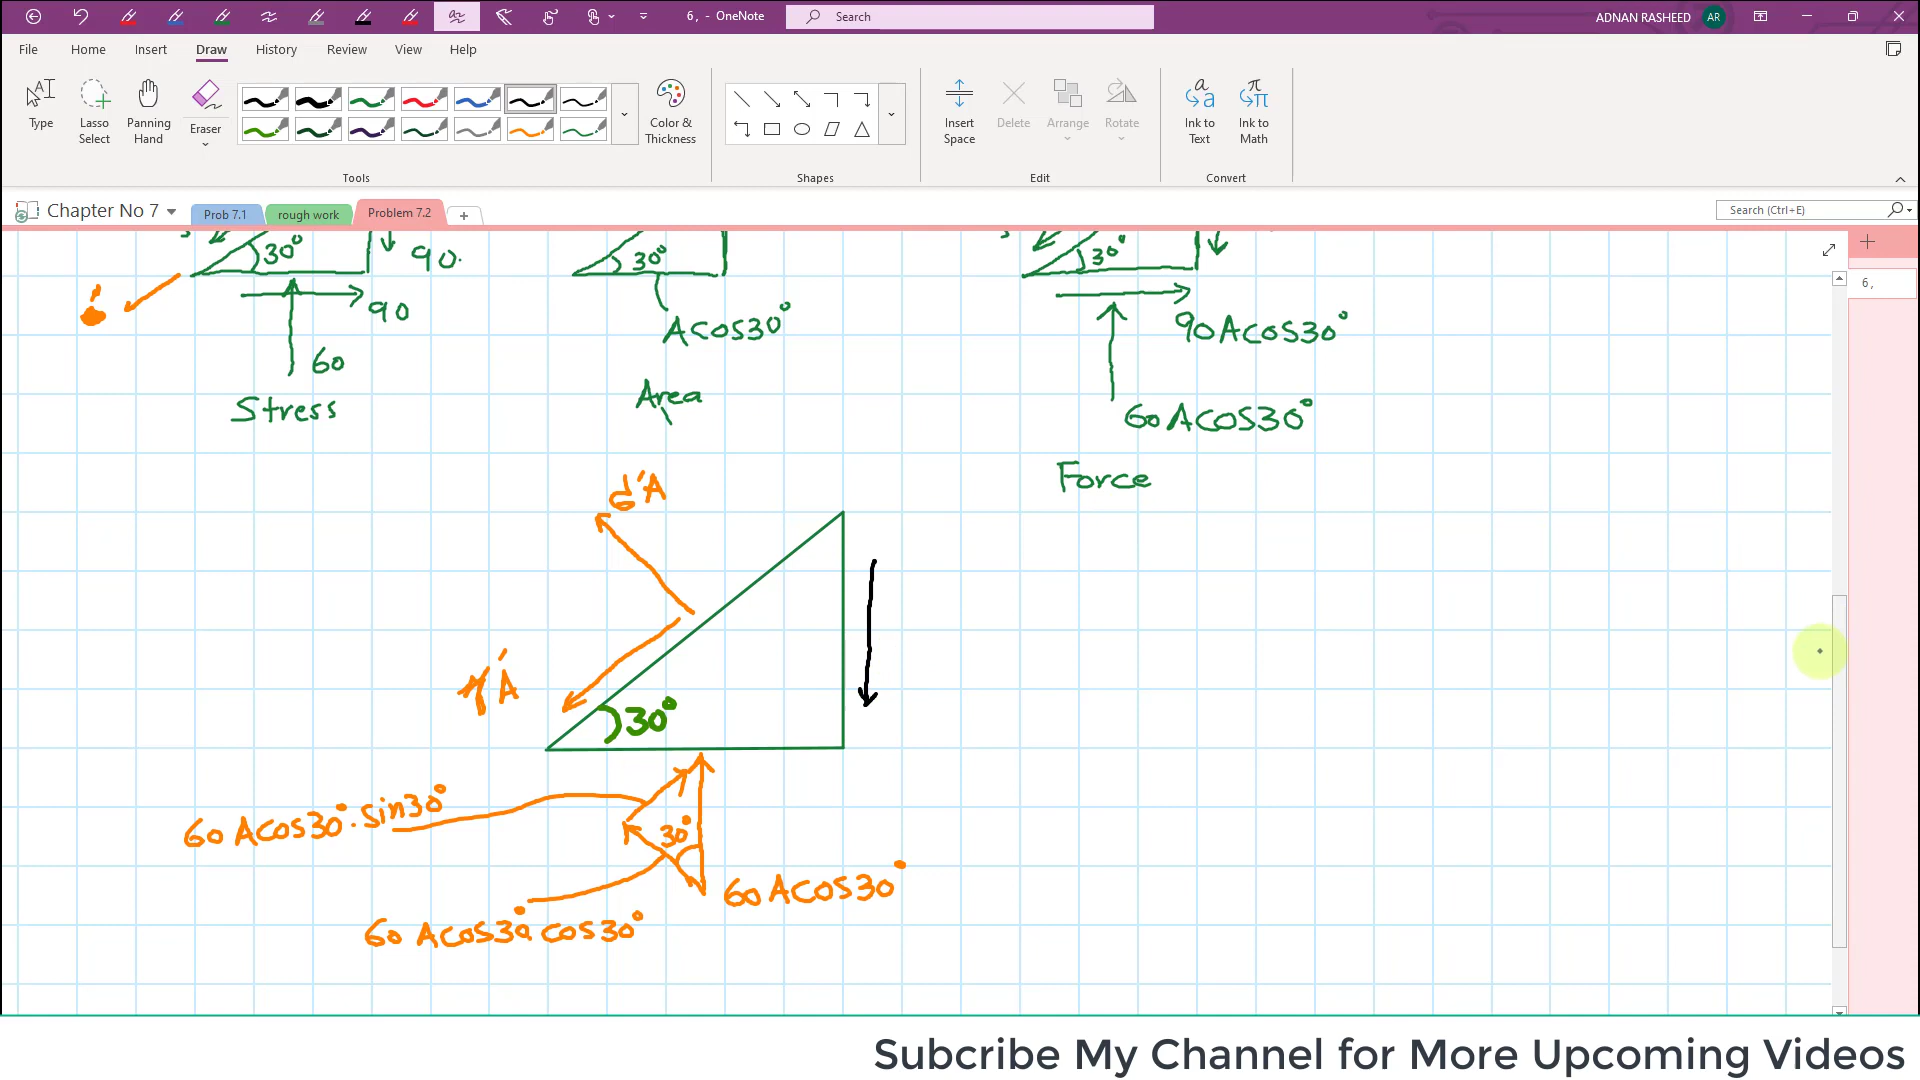 6, - OneNote
Search
ADNAN RASHEED
AR
File Home Insert Draw History Review View Help
Type
Lasso Select
Panning Hand
Eraser
Color & Thickness
Insert Space
Delete
Arrange
Rotate
Ink to Text
Ink to Math
Tools
Shapes
Edit
Convert
Chapter No 7
Prob 7.1
rough work
Problem 7.2
Search (Ctrl+E)
6,
30°
90.
90
60
Stress
30°
Acos30°
Area
30°
90Acos30°
60Acos30°
Force
σ'A
30°
60Acos30°.sin30°
30°
60Acos30°
60 Acos30 cos30°
Subcribe My Channel for More Upcoming Videos